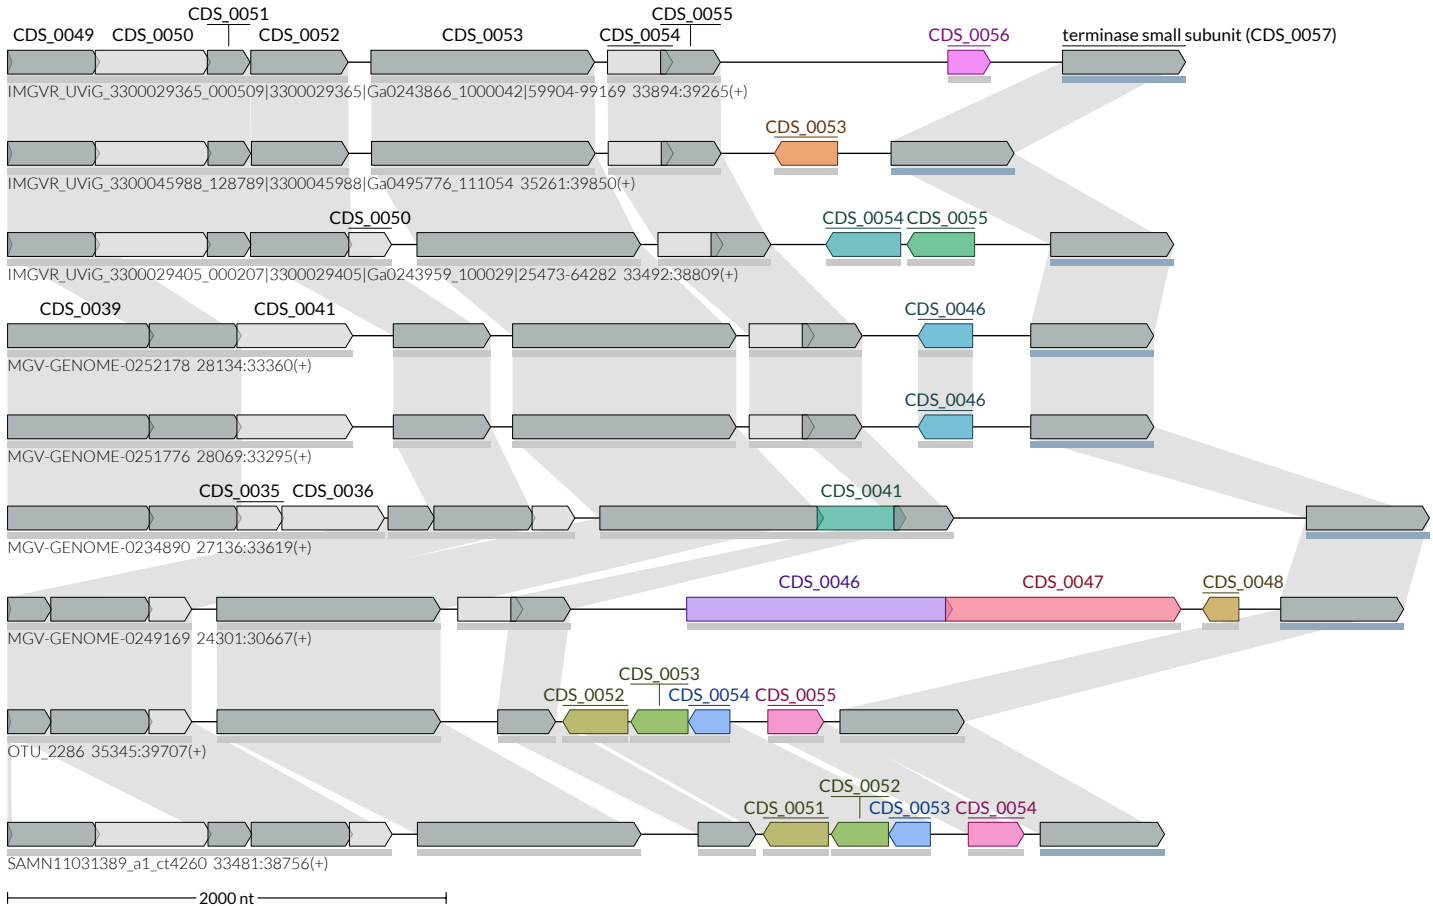 CDS_0051 CDS_0055
CDS_0049 CDS_0050 CDS_0052 CDS_0053 CDS_0054 CDS_0056 terminase small subunit (CDS_0057)
IMGVR_UViG_3300029365_000509|3300029365|Ga0243866_1000042|59904-99169 33894:39265(+)
CDS_0053
IMGVR_UViG_3300045988_128789|3300045988|Ga0495776_111054 35261:39850(+)
CDS_0050 CDS_0054 CDS_0055
IMGVR_UViG_3300029405_000207|3300029405|Ga0243959_100029|25473-64282 33492:38809(+)
CDS_0039 CDS_0041 CDS_0046
MGV-GENOME-0252178 28134:33360(+)
CDS_0046
MGV-GENOME-0251776 28069:33295(+)
CDS_0035 CDS_0036 CDS_0041
MGV-GENOME-0234890 27136:33619(+)
CDS_0046 CDS_0047 CDS_0048
MGV-GENOME-0249169 24301:30667(+)
CDS_0053
CDS_0052 CDS_0054 CDS_0055
OTU_2286 35345:39707(+)
CDS_0052
CDS_0051 CDS_0053 CDS_0054
SAMN11031389_a1_ct4260 33481:38756(+)
2000 nt